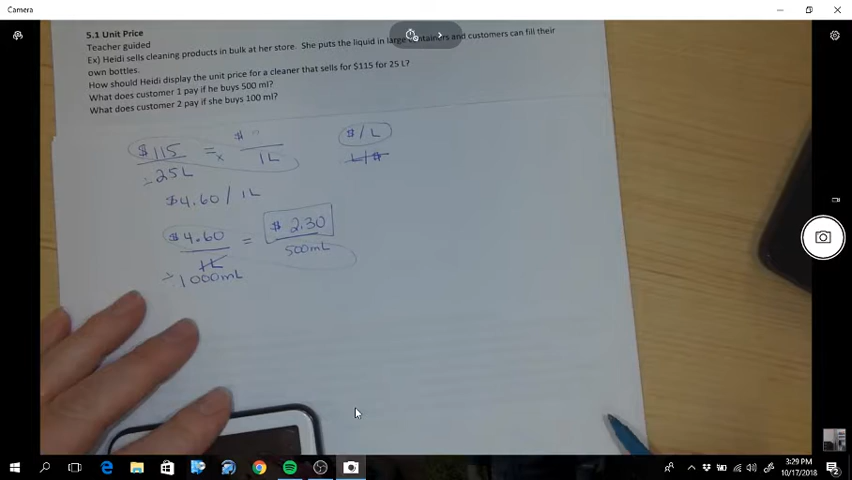 Camera
5.1 Unit Price
Teacher guided
Ex) Heidi sells cleaning products in bulk at her store. She puts the liquid in large containers and customers can fill their
own bottles.
How should Heidi display the unit price for a cleaner that sells for $115 for 25 L?
What does customer 1 pay if he buys 500 ml?
What does customer 2 pay if she buys 100 ml?
$115 = $
÷25L × 1L
$/L
L/$
$4.60 / 1L
$4.60 = $ 2.30
1L 500mL
÷1000mL
3:29 PM
10/17/2018